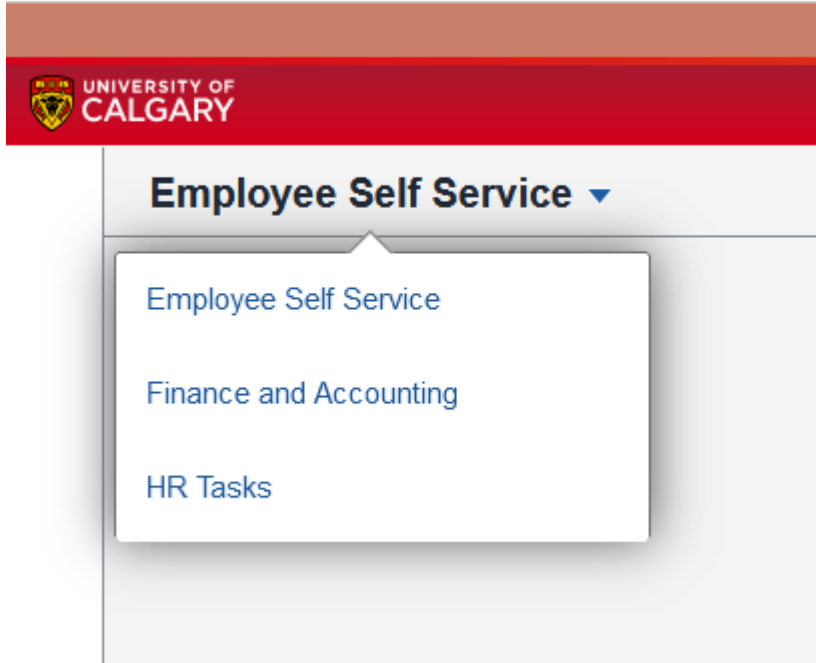 UNIVERSITY OF
CALGARY
Employee Self Service
Employee Self Service
Finance and Accounting
HR Tasks